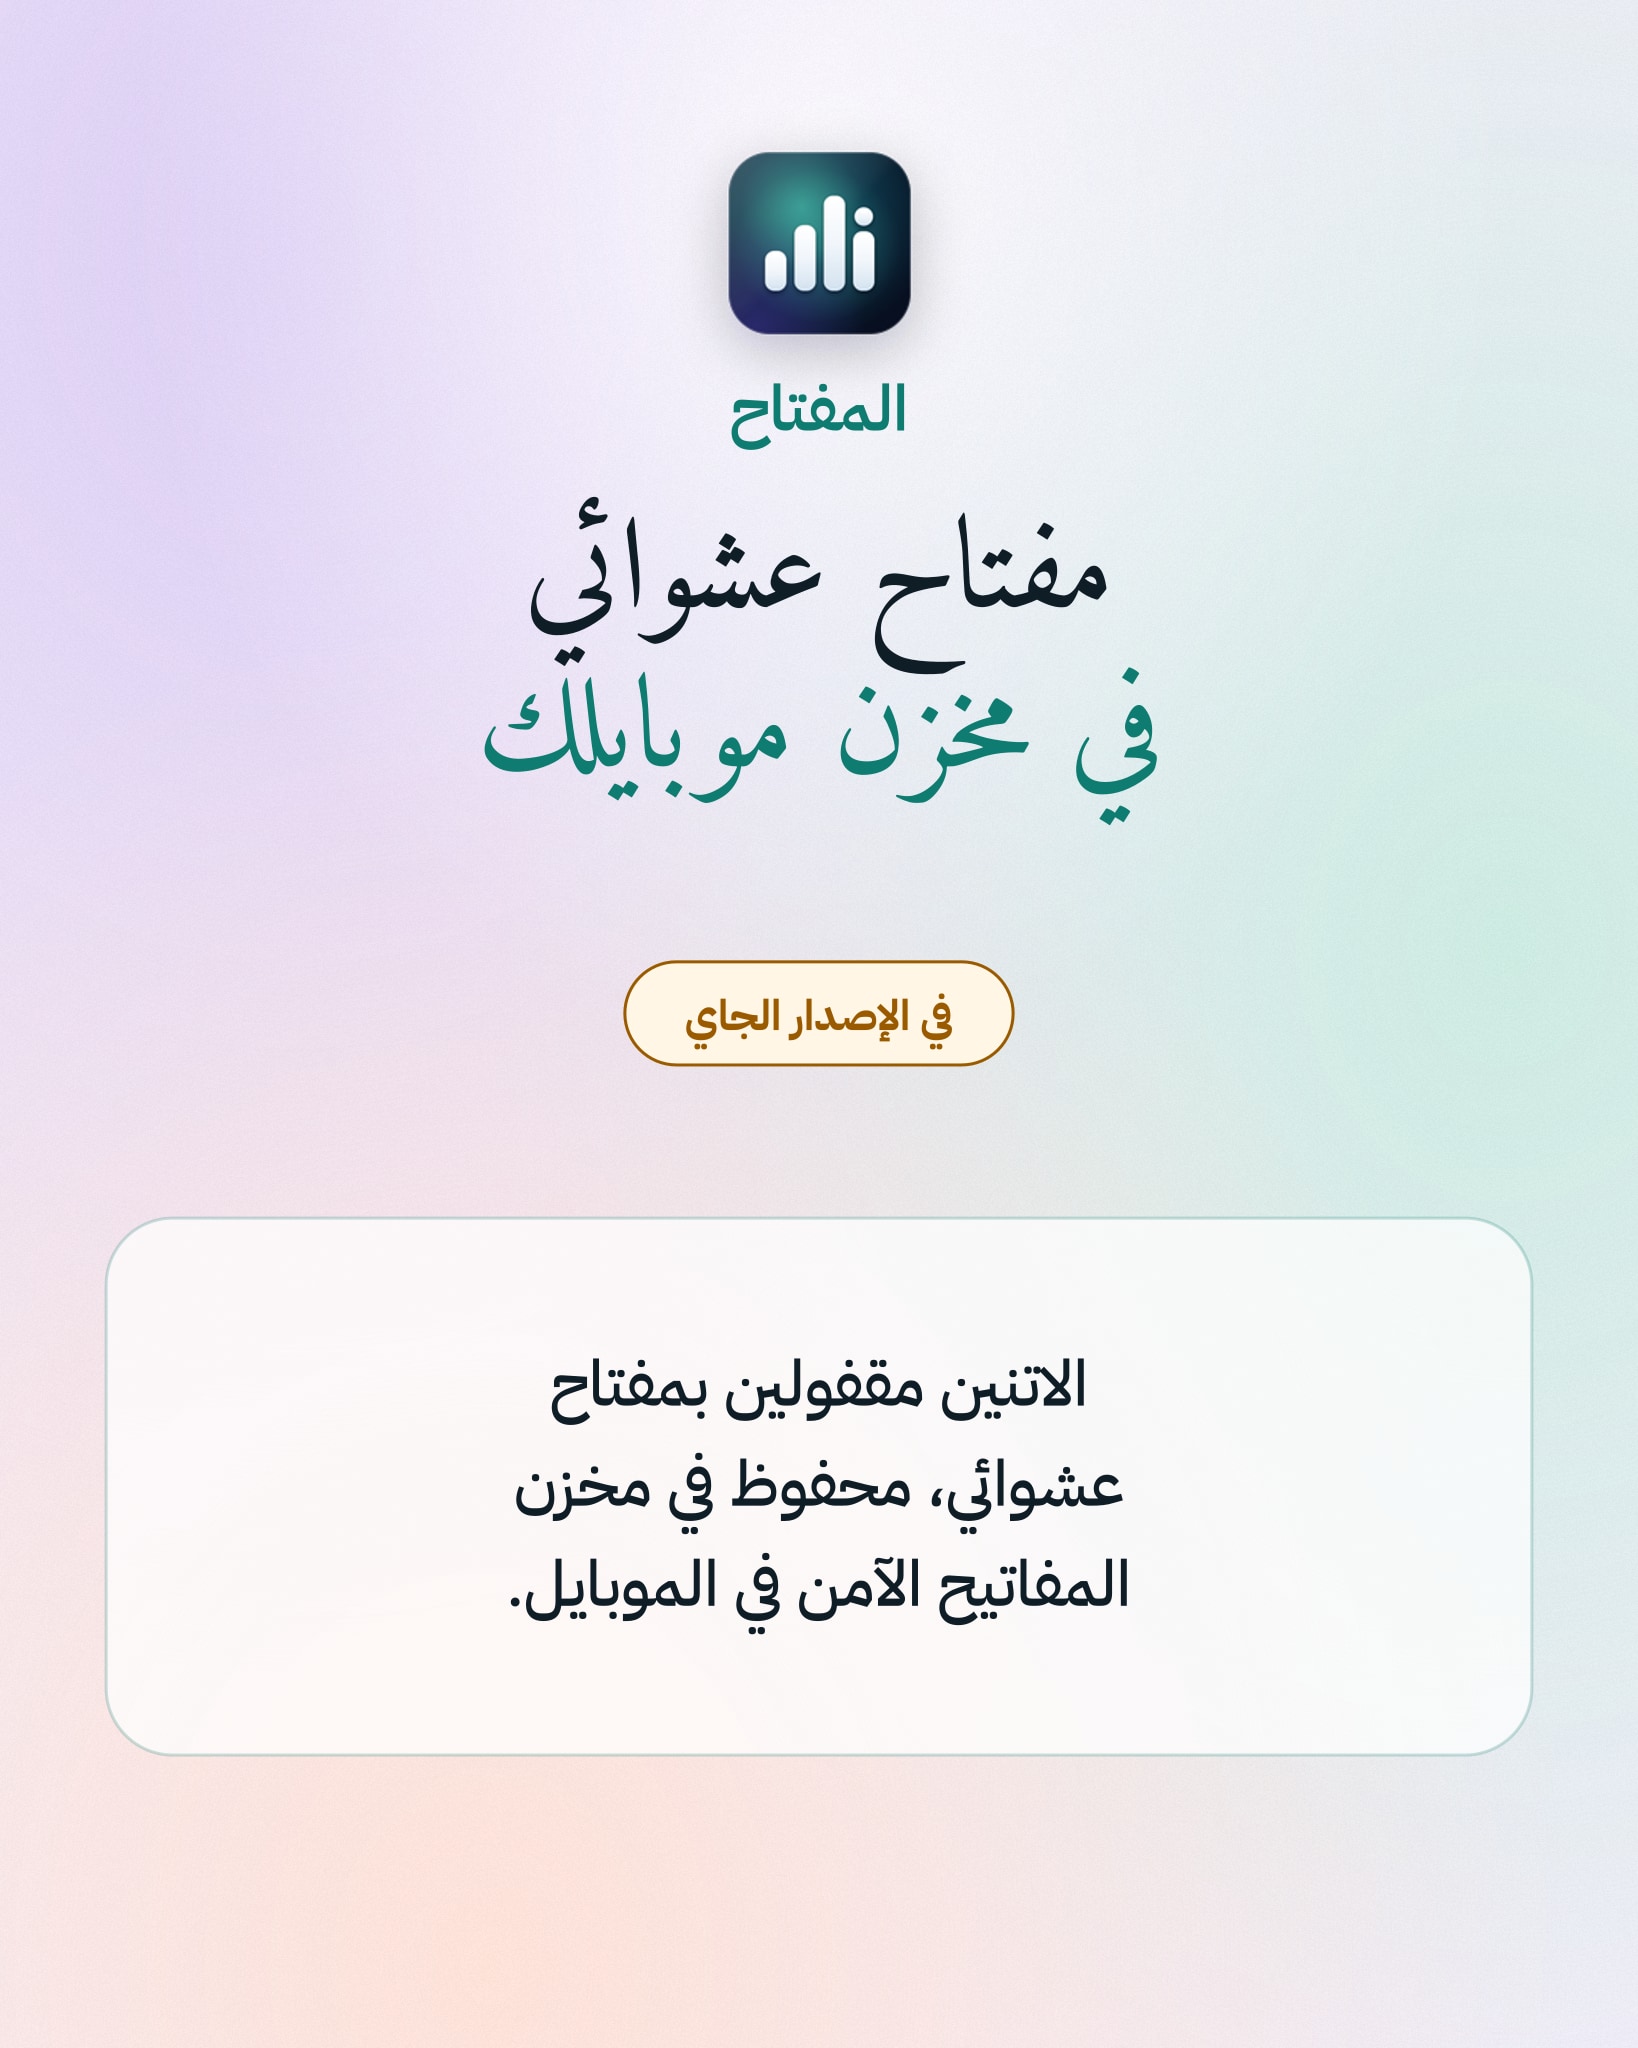 المفتاح
مفتاح عشوائي
في مخزن موبايلك
في الإصدار الجاي
الاتنين مقفولين بمفتاح
عشوائي، محفوظ في مخزن
المفاتيح الآمن في الموبايل.